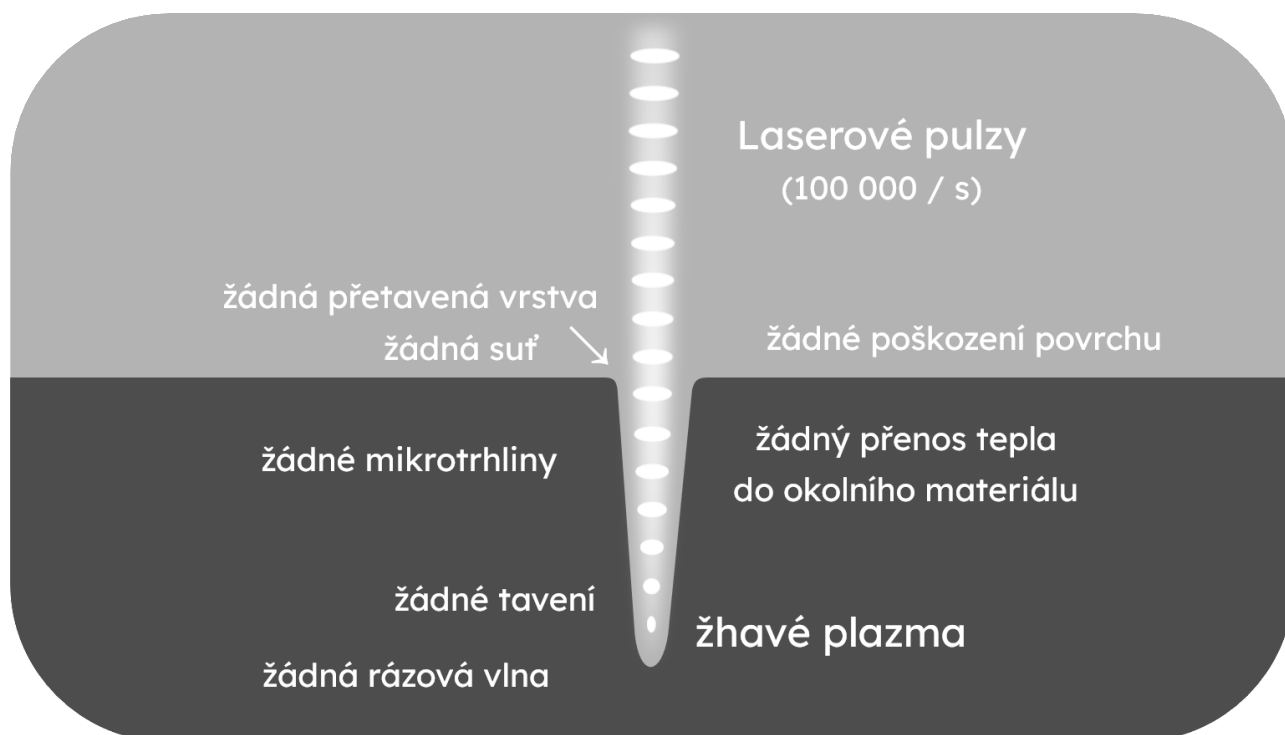 Laserové pulzy
(100 000 / s)
žádná přetavená vrstva
žádná suť
žádné poškození povrchu
žádné mikrotrhliny
žádný přenos tepla
do okolního materiálu
žádné tavení
žhavé plazma
žádná rázová vlna